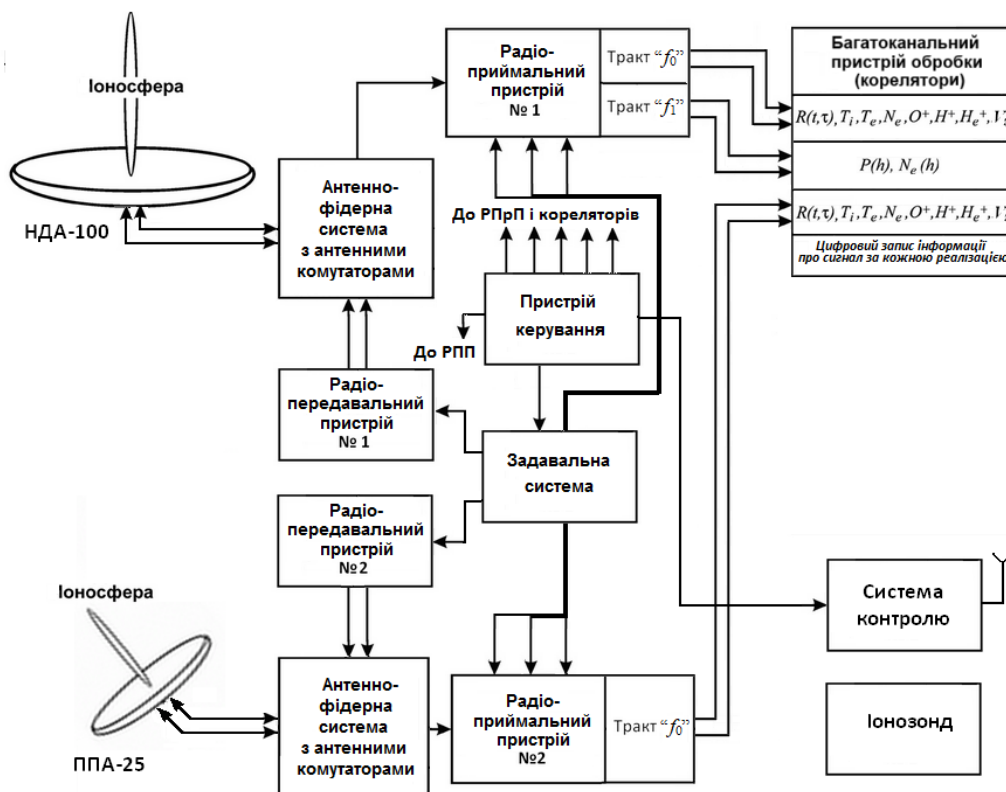 Іоносфера
НДА-100
Антенно-
фідерна
система
з антенними
комутаторами
Радіо-
приймальний
пристрій
№ 1
Тракт “f₀”
Тракт “f₁”
Багатоканальний
пристрій обробки
(корелятори)
R(t,τ), Tᵢ, Tₑ, Nₑ, O⁺, H⁺, Hₑ⁺, V
P(h), Nₑ(h)
R(t,τ), Tᵢ, Tₑ, Nₑ, O⁺, H⁺, Hₑ⁺, V
Цифровий запис інформації
про сигнал за кожною реалізацією
До РПрП і кореляторів
Пристрій
керування
До РПП
Радіо-
передавальний
пристрій
№ 1
Задавальна
система
Радіо-
передавальний
пристрій
№2
Іоносфера
ППА-25
Антенно-
фідерна
система
з антенними
комутаторами
Радіо-
приймальний
пристрій
№2
Тракт “f₀”
Система
контролю
Іонозонд